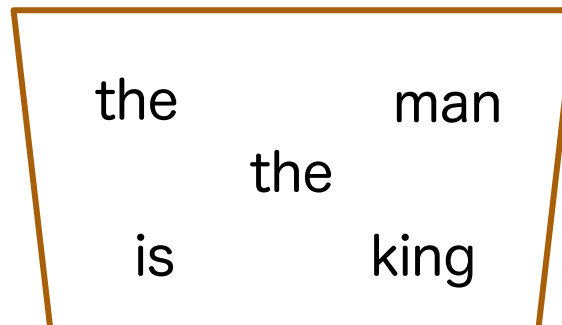 the man
the
is king